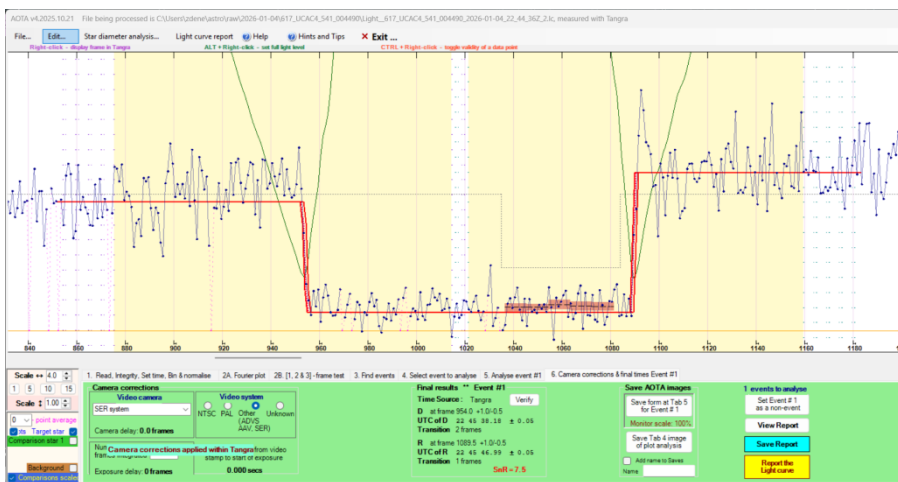 AOTA v4.2025.10.21 File being processed is C:\Users\zdene\astro\raw\2026-01-04\617_UCAC4_541_004490\Light__617_UCAC4_541_004490_2026-01-04_22_44_36Z_2.lc, measured with Tangra
File... Edit... Star diameter analysis... Light curve report Help Hints and Tips Exit ...
Right-click - display frame in Tangra ALT + Right-click - set full light level CTRL + Right-click - toggle validity of a data point
840 860 880 900 920 940 960 980 1000 1020 1040 1060 1080 1100 1120 1140 1160 1180
Scale 4.0
1 5 10 15
Scale 1.00
0 - point average
Target star
Comparison star 1
Background
Comparisons scaled
1. Read, Integrity, Set time, Bin & normalise 2A. Fourier plot 2B. [1, 2 & 3] -frame test 3. Find events 4. Select event to analyse 5. Analyse event #1 6. Camera corrections & final times Event #1
Camera corrections
Video camera
SER system
Camera delay: 0.0 frames
Video system
NTSC PAL Other (ADVS AAV, SER) Unknown
Camera corrections applied within Tangra
from video
stamp to start of exposure
Exposure delay: 0 frames
0.000 secs
Final results ** Event #1
Time Source : Tangra Verify
D at frame 954.0 +1.0/-0.5
UTC of D 22 45 38.18 ± 0.05
Transition 2 frames
R at frame 1089.5 +1.0/-0.5
UTC of R 22 45 46.99 ± 0.05
Transition 1 frames
SnR = 7.5
Save AOTA images
Save form at Tab 5 for Event # 1
Monitor scale: 100%
Save Tab 4 image of plot analysis
Add name to Saves
Name
1 events to analyse
Set Event #1 as a non-event
View Report
Save Report
Report the Light curve